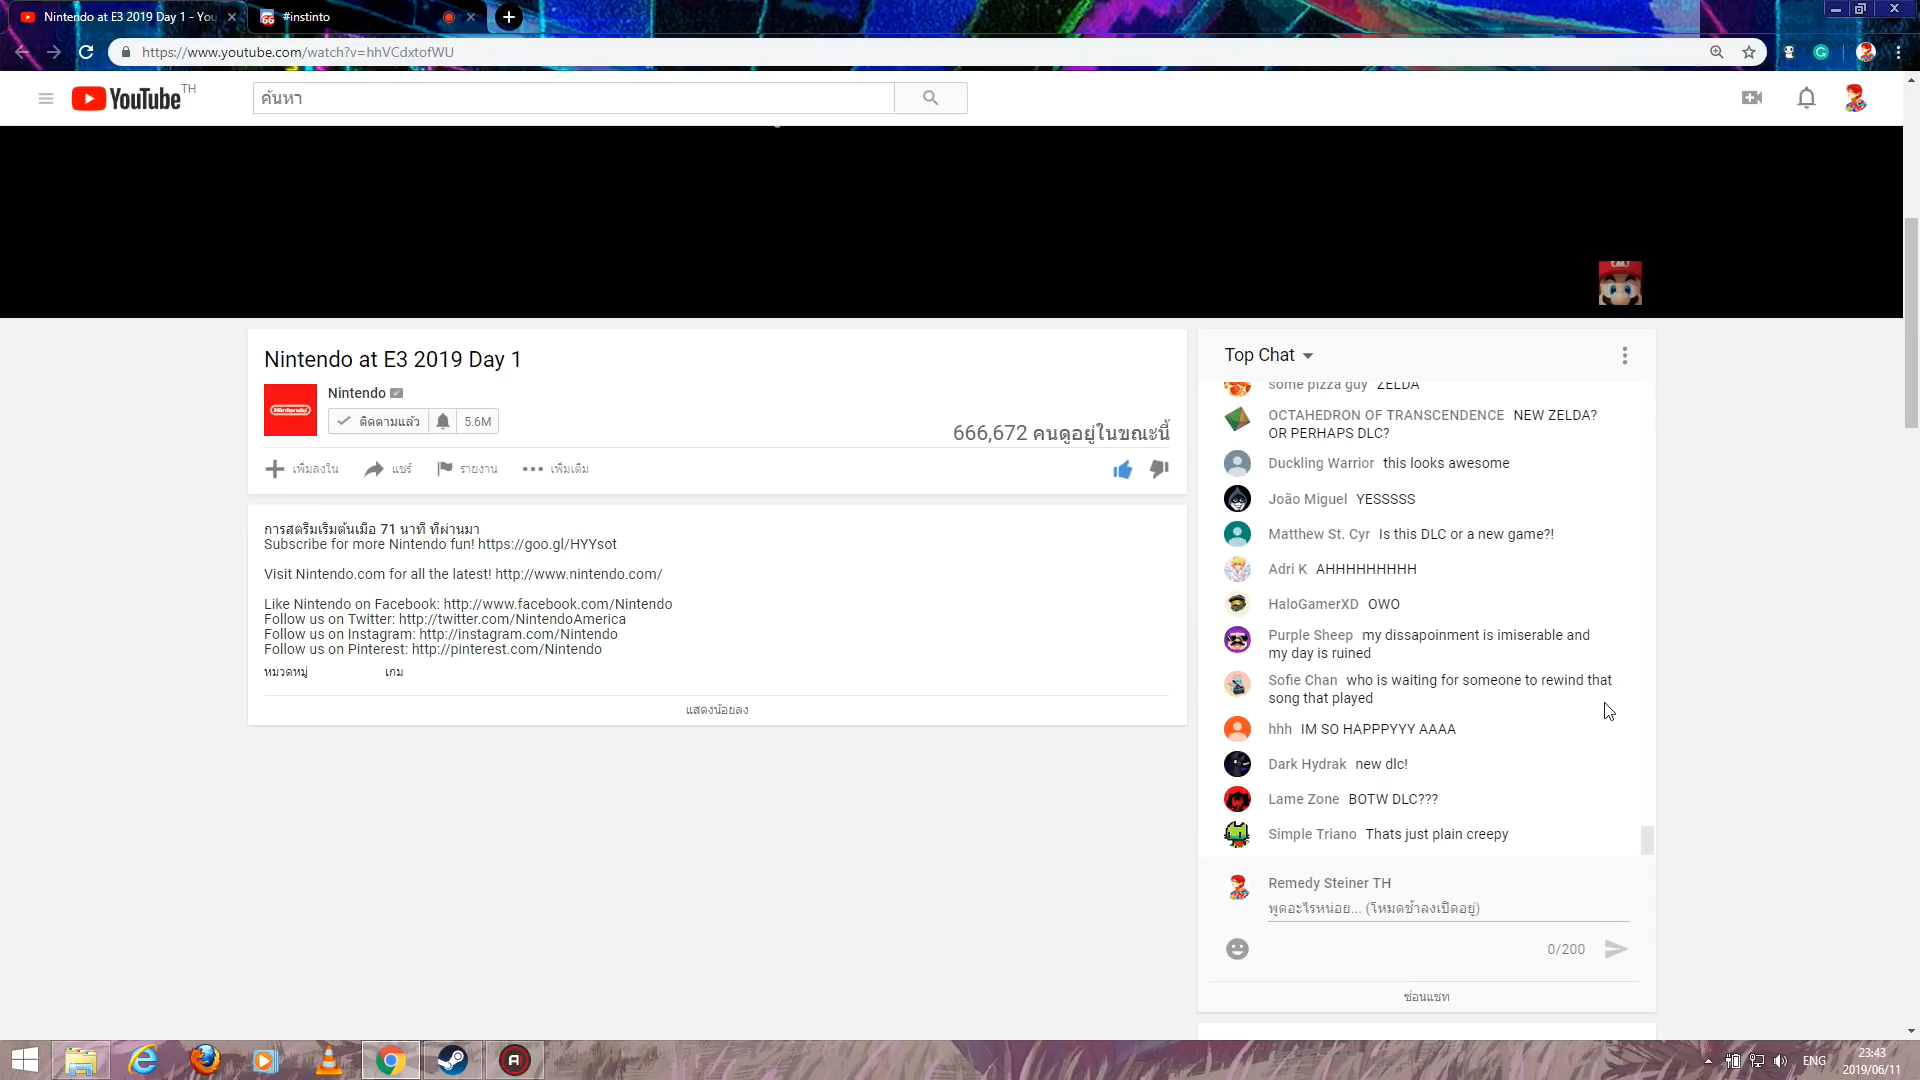 Nintendo at E3 2019 Day 1 - You
#instinto
https://www.youtube.com/watch?v=hhVCdxtofWU
YouTube TH
ค้นหา
Nintendo at E3 2019 Day 1
Nintendo
Nintendo
ติดตามแล้ว 5.6M
666,672 คนดูอยู่ในขณะนี้
เพิ่มลงใน แชร์ รายงาน เพิ่มเติม
การสตรีมเริ่มต้นเมื่อ 71 นาที ที่ผ่านมา
Subscribe for more Nintendo fun! https://goo.gl/HYYsot
Visit Nintendo.com for all the latest! http://www.nintendo.com/
Like Nintendo on Facebook: http://www.facebook.com/Nintendo
Follow us on Twitter: http://twitter.com/NintendoAmerica
Follow us on Instagram: http://instagram.com/Nintendo
Follow us on Pinterest: http://pinterest.com/Nintendo
หมวดหมู่ เกม
แสดงน้อยลง
Top Chat
some pizza guy ZELDA
OCTAHEDRON OF TRANSCENDENCE NEW ZELDA?
OR PERHAPS DLC?
Duckling Warrior this looks awesome
João Miguel YESSSSS
Matthew St. Cyr Is this DLC or a new game?!
Adri K AHHHHHHHHH
HaloGamerXD OWO
Purple Sheep my dissapoinment is imiserable and
my day is ruined
Sofie Chan who is waiting for someone to rewind that
song that played
hhh IM SO HAPPPYYY AAAA
Dark Hydrak new dlc!
Lame Zone BOTW DLC???
Simple Triano Thats just plain creepy
Remedy Steiner TH
พูดอะไรหน่อย... (โหมดช้าลงเปิดอยู่)
0/200
ซ่อนแชท
ENG
23:43
2019/06/11